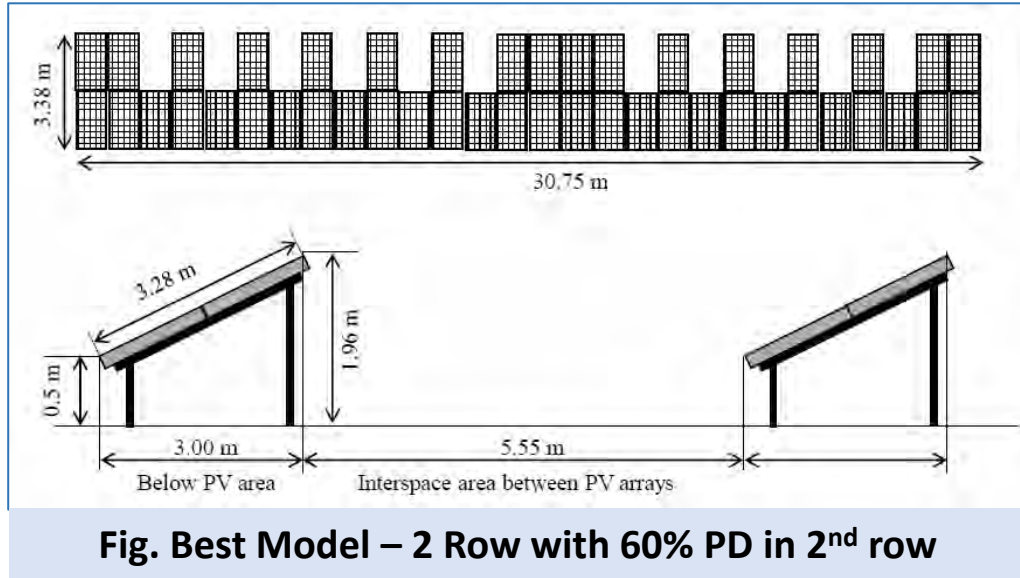 3.38 m
30.75 m
3.28 m
1.96 m
0.5 m
3.00 m
5.55 m
Below PV area
Interspace area between PV arrays
Fig. Best Model – 2 Row with 60% PD in 2nd row